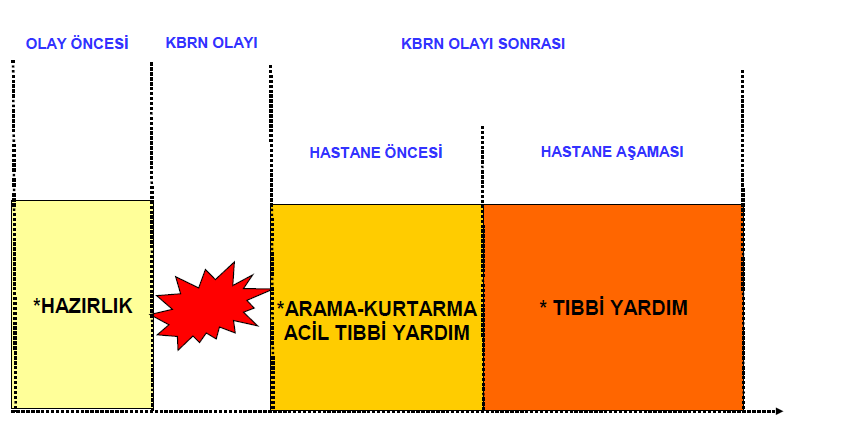 OLAY ÖNCESİ
KBRN OLAYI
KBRN OLAYI SONRASI
HASTANE ÖNCESİ
HASTANE AŞAMASI
*HAZIRLIK
*ARAMA-KURTARMA
ACİL TIBBİ YARDIM
* TIBBİ YARDIM